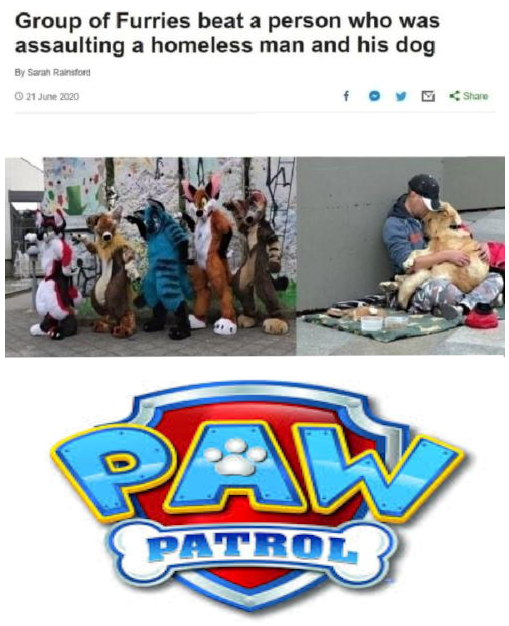 Group of Furries beat a person who was
assaulting a homeless man and his dog
By Sarah Rainsford
21 June 2020
Share
PAW
PATROL